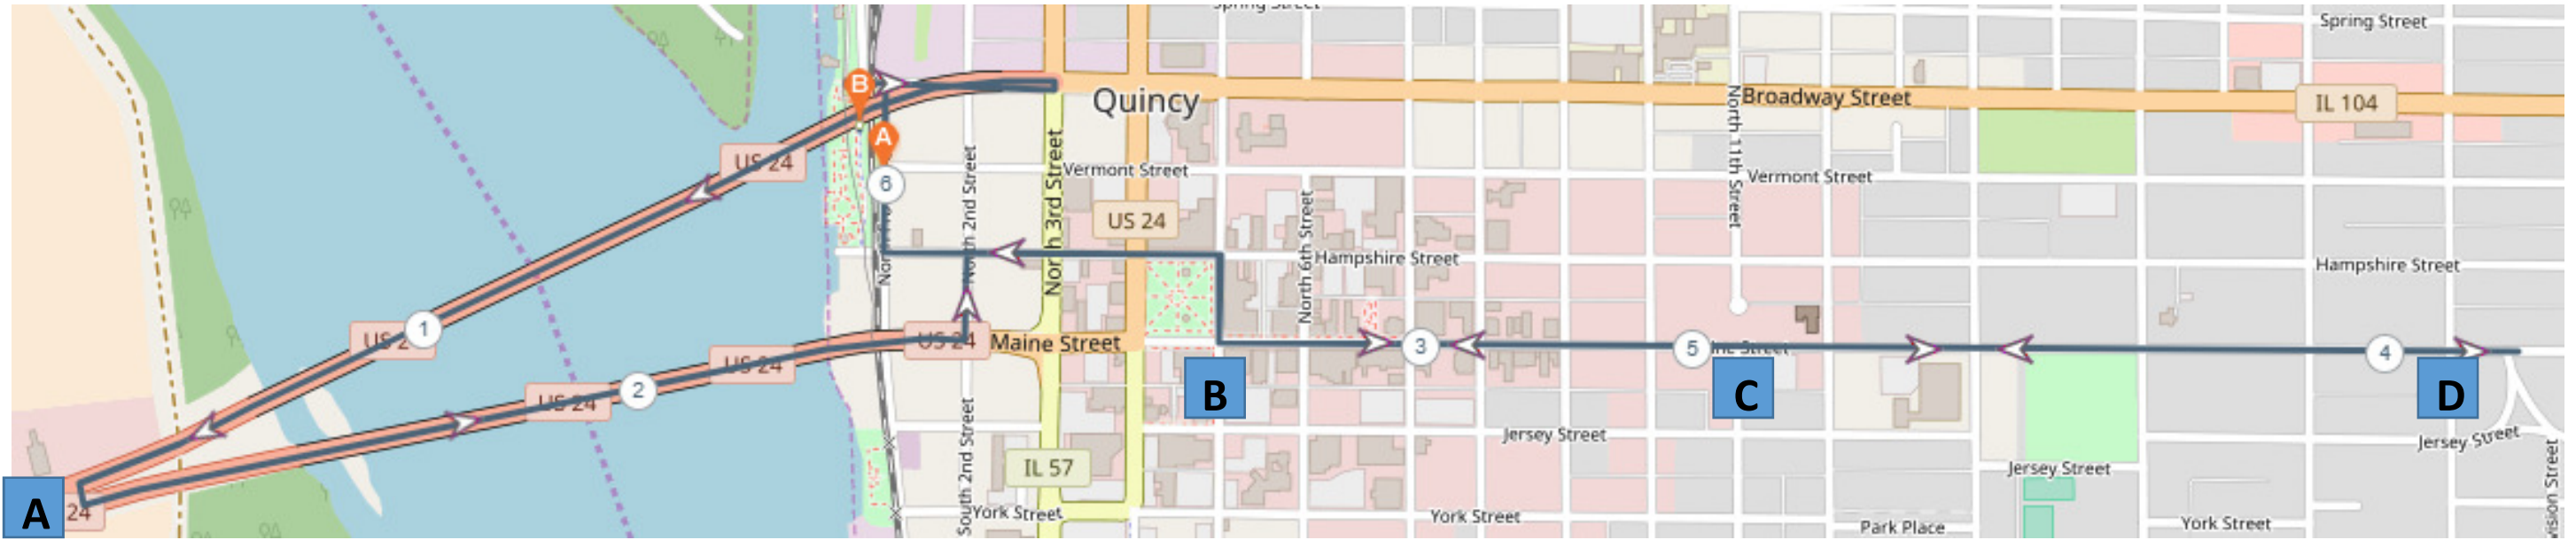 Spring Street
Spring Street
B
Quincy
Broadway Street
IL 104
A
US 24
Vermont Street
North 11th Street
Vermont Street
6
North 2nd Street
North 3rd Street
US 24
North 6th Street
Hampshire Street
Hampshire Street
1
US 2
US 24
Maine Street
3
5
4
US 24
2
US 24
B
C
D
Jersey Street
Jersey Street
Jersey Street
South 2nd Street
IL 57
A
24
York Street
York Street
Park Place
York Street